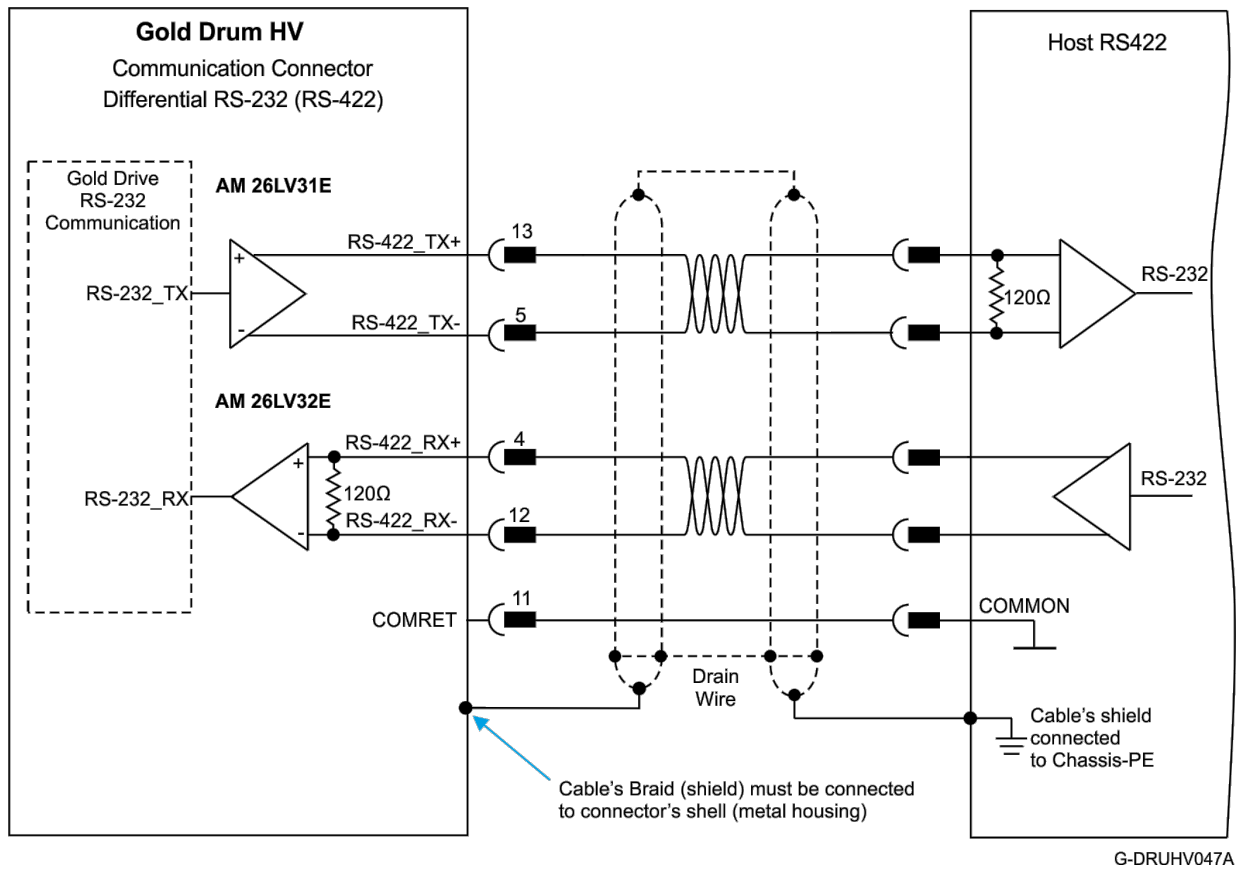 Gold Drum HV
Communication Connector
Differential RS-232 (RS-422)
Host RS422
Gold Drive
RS-232
Communication
AM 26LV31E
RS-232_TX
+
-
RS-422_TX+
13
RS-422_TX-
5
120Ω
RS-232
AM 26LV32E
RS-232_RX
+
-
120Ω
RS-422_RX+
4
RS-422_RX-
12
RS-232
COMRET
11
COMMON
Drain
Wire
Cable's shield
connected
to Chassis-PE
Cable's Braid (shield) must be connected
to connector's shell (metal housing)
G-DRUHV047A